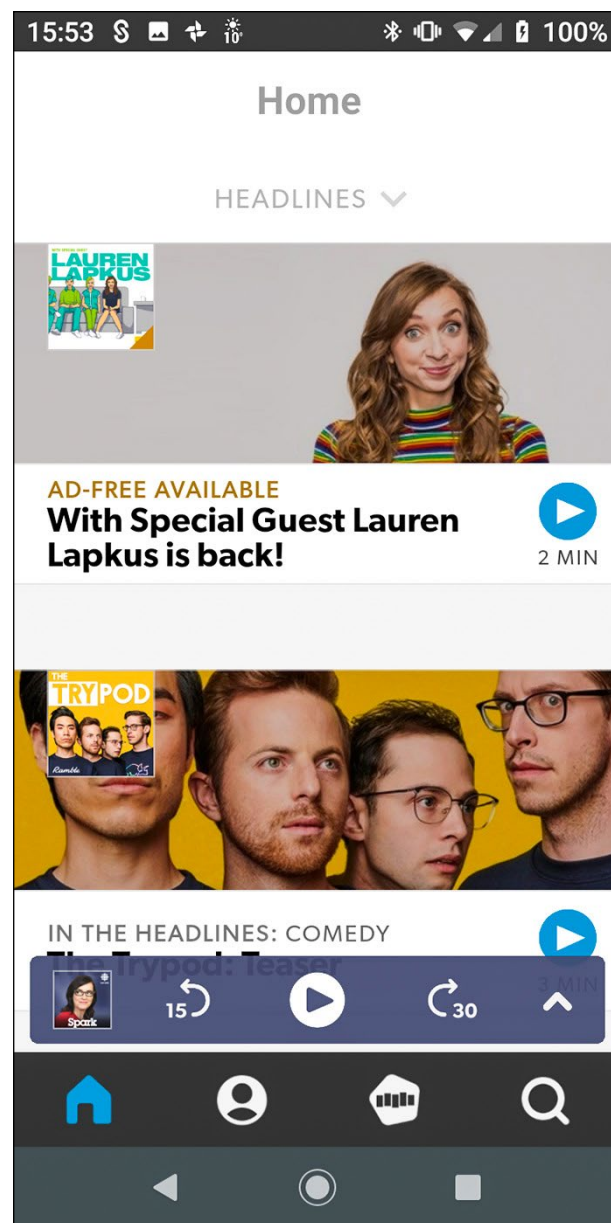 15:53
10°
100%
Home
HEADLINES
WITH SPECIAL GUEST
LAUREN
LAPKUS
AD-FREE AVAILABLE
With Special Guest Lauren
Lapkus is back!
2 MIN
THE
TRYPOD
Ramble
IN THE HEADLINES: COMEDY
The Trypod: Teaser
3 MIN
Spark
15
30